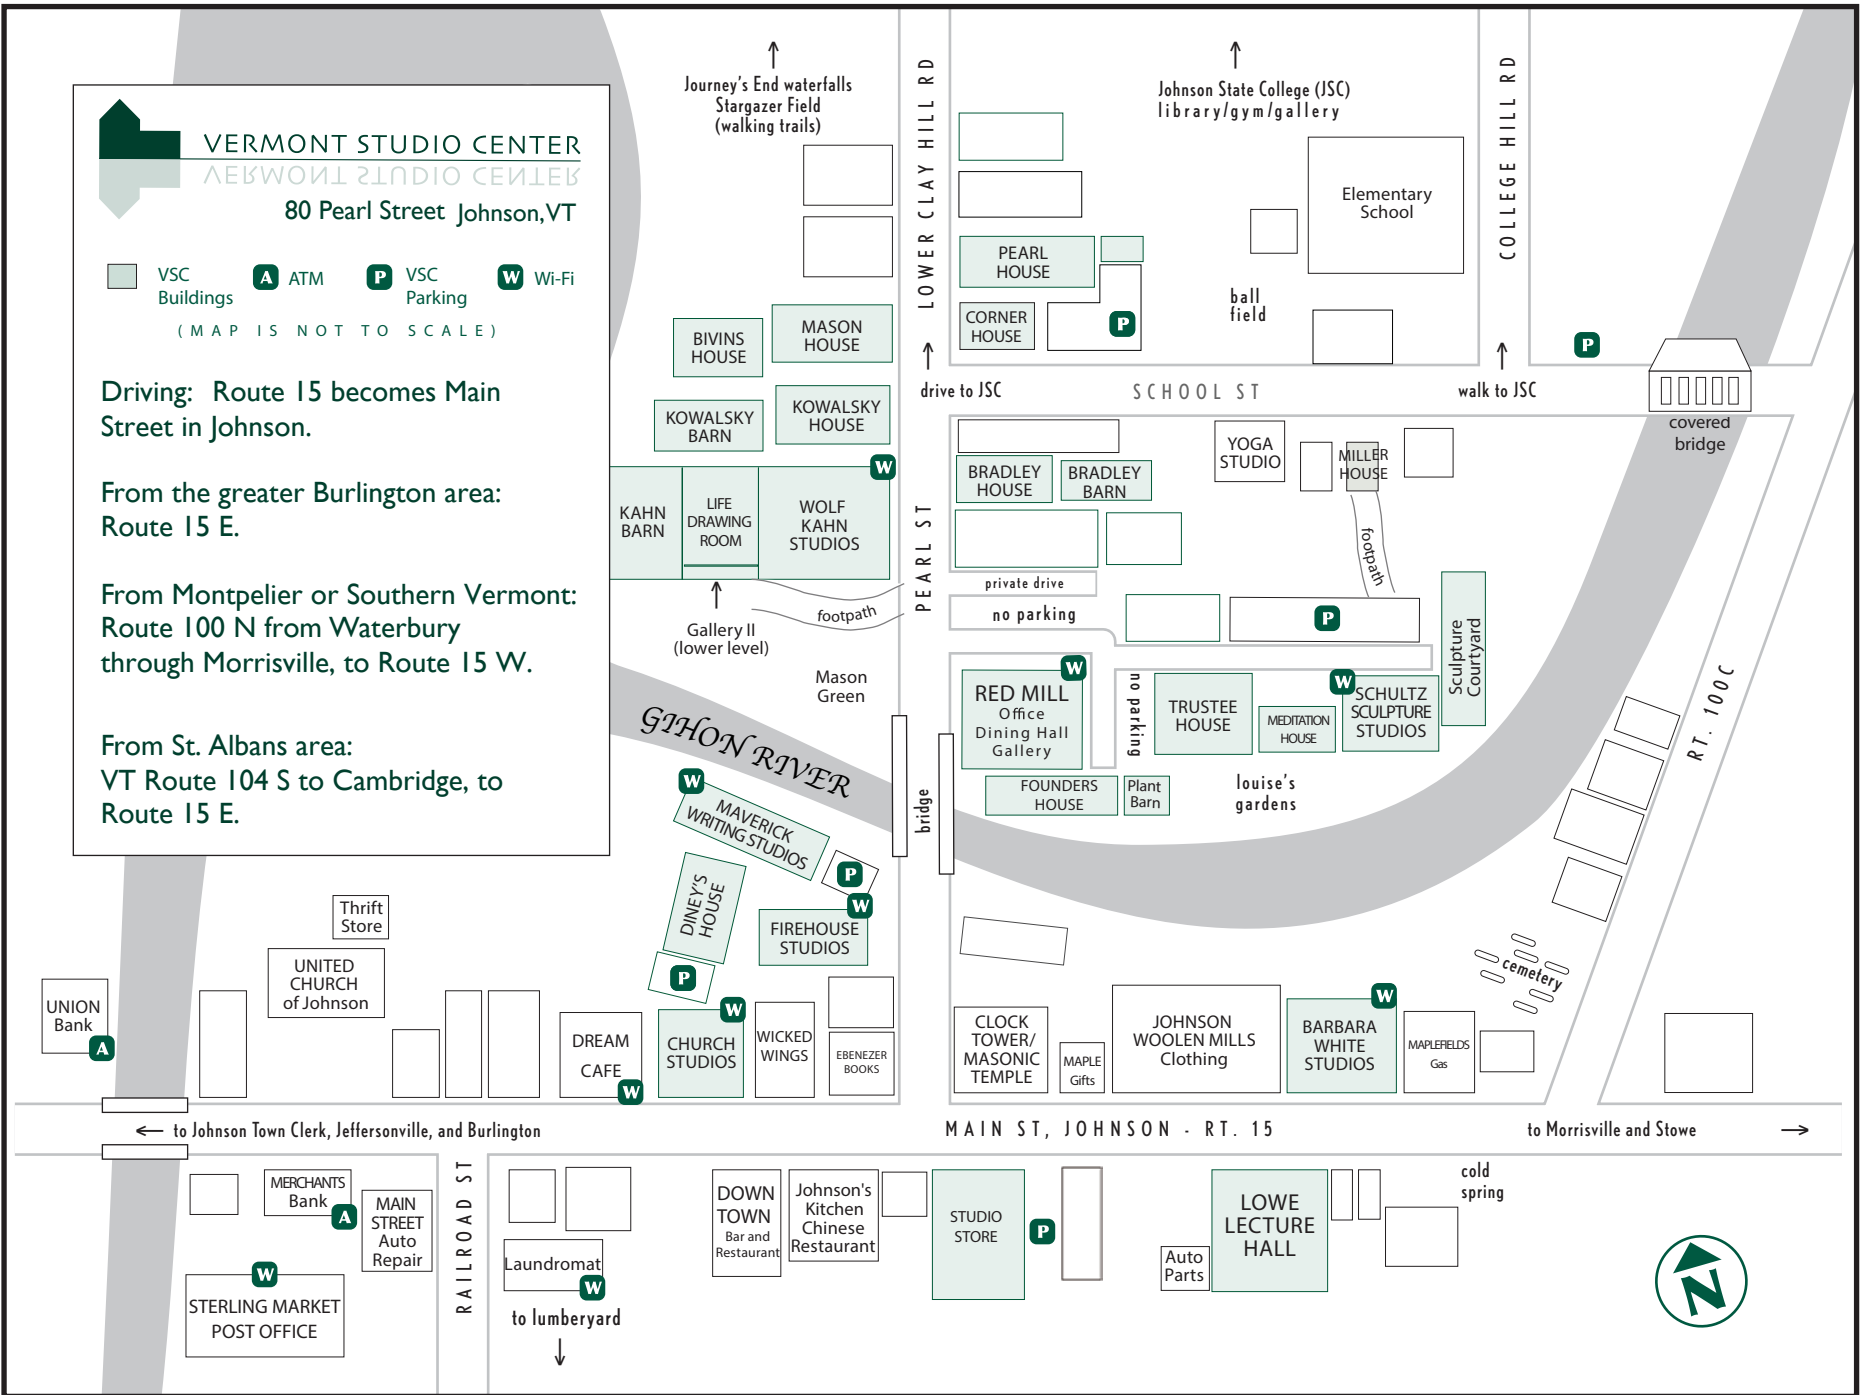 VERMONT STUDIO CENTER
VERMONT STUDIO CENTER
80 Pearl Street Johnson, VT
VSC
Buildings
A ATM
P VSC
Parking
W Wi-Fi
(MAP IS NOT TO SCALE)
Driving: Route 15 becomes Main
Street in Johnson.
From the greater Burlington area:
Route 15 E.
From Montpelier or Southern Vermont:
Route 100 N from Waterbury
through Morrisville, to Route 15 W.
From St. Albans area:
VT Route 104 S to Cambridge, to
Route 15 E.
Journey's End waterfalls
Stargazer Field
(walking trails)
LOWER CLAY HILL RD
Johnson State College (JSC)
library/gym/gallery
COLLEGE HILL RD
Elementary
School
PEARL
HOUSE
CORNER
HOUSE
P
ball
field
P
BIVINS
HOUSE
MASON
HOUSE
KOWALSKY
BARN
KOWALSKY
HOUSE
drive to JSC
SCHOOL ST
walk to JSC
covered
bridge
W
KAHN
BARN
LIFE
DRAWING
ROOM
WOLF
KAHN
STUDIOS
PEARL ST
BRADLEY
HOUSE
BRADLEY
BARN
YOGA
STUDIO
MILLER
HOUSE
footpath
private drive
no parking
P
footpath
Gallery II
(lower level)
Mason
Green
Sculpture
Courtyard
RT. 100C
W
RED MILL
Office
Dining Hall
Gallery
no parking
TRUSTEE
HOUSE
MEDITATION
HOUSE
W
SCHULTZ
SCULPTURE
STUDIOS
FOUNDERS
HOUSE
Plant
Barn
louise's
gardens
GIHON RIVER
bridge
W
MAVERICK
WRITING STUDIOS
P
DINEY'S
HOUSE
W
FIREHOUSE
STUDIOS
P
Thrift
Store
UNITED
CHURCH
of Johnson
UNION
Bank
A
DREAM
CAFE
W
W
CHURCH
STUDIOS
WICKED
WINGS
EBENEZER
BOOKS
CLOCK
TOWER/
MASONIC
TEMPLE
MAPLE
Gifts
JOHNSON
WOOLEN MILLS
Clothing
W
BARBARA
WHITE
STUDIOS
MAPLEFIELDS
Gas
cemetery
to Johnson Town Clerk, Jeffersonville, and Burlington
MAIN ST, JOHNSON - RT. 15
to Morrisville and Stowe
MERCHANTS
Bank
A
MAIN
STREET
Auto
Repair
RAILROAD ST
W
STERLING MARKET
POST OFFICE
Laundromat
W
to lumberyard
DOWN
TOWN
Bar and
Restaurant
Johnson's
Kitchen
Chinese
Restaurant
STUDIO
STORE
P
Auto
Parts
LOWE
LECTURE
HALL
cold
spring
N